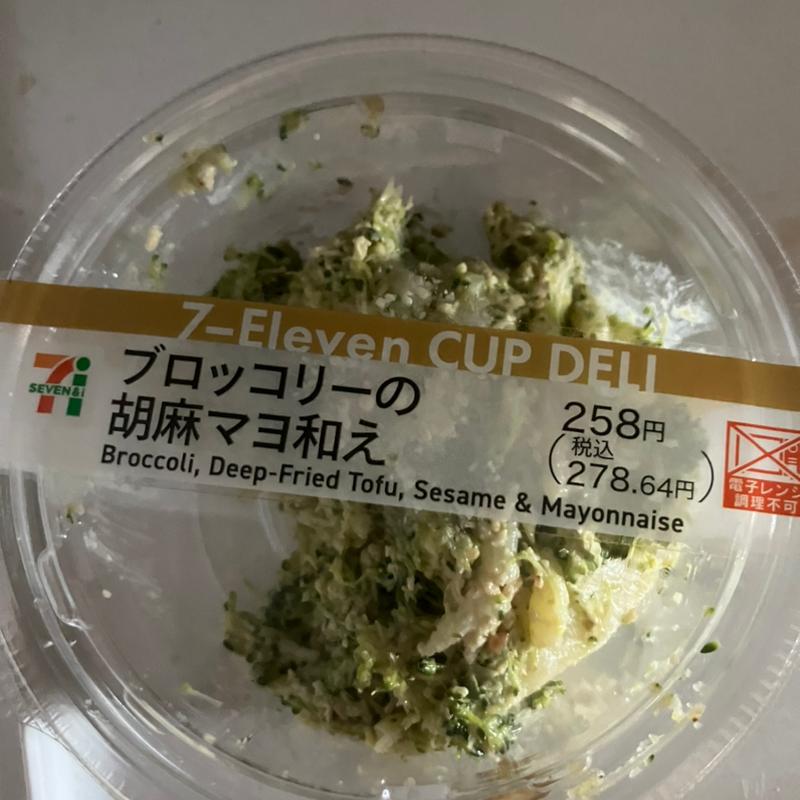 7-Eleven CUP DELI
SEVEN&i
ブロッコリーの
胡麻マヨ和え
Broccoli, Deep-Fried Tofu, Sesame & Mayonnaise
258円
(税込
278.64円)
電子レンジ
調理不可